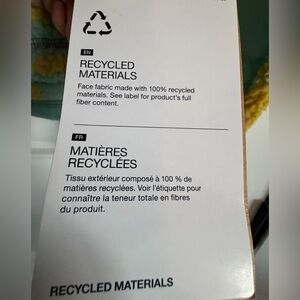 EN
RECYCLED
MATERIALS
Face fabric made with 100% recycled
materials. See label for product's full
fiber content.
FR
MATIÈRES
RECYCLÉES
Tissu extérieur composé à 100 % de
matières recyclées. Voir l'étiquette pour
connaître la teneur totale en fibres
du produit.
RECYCLED MATERIALS